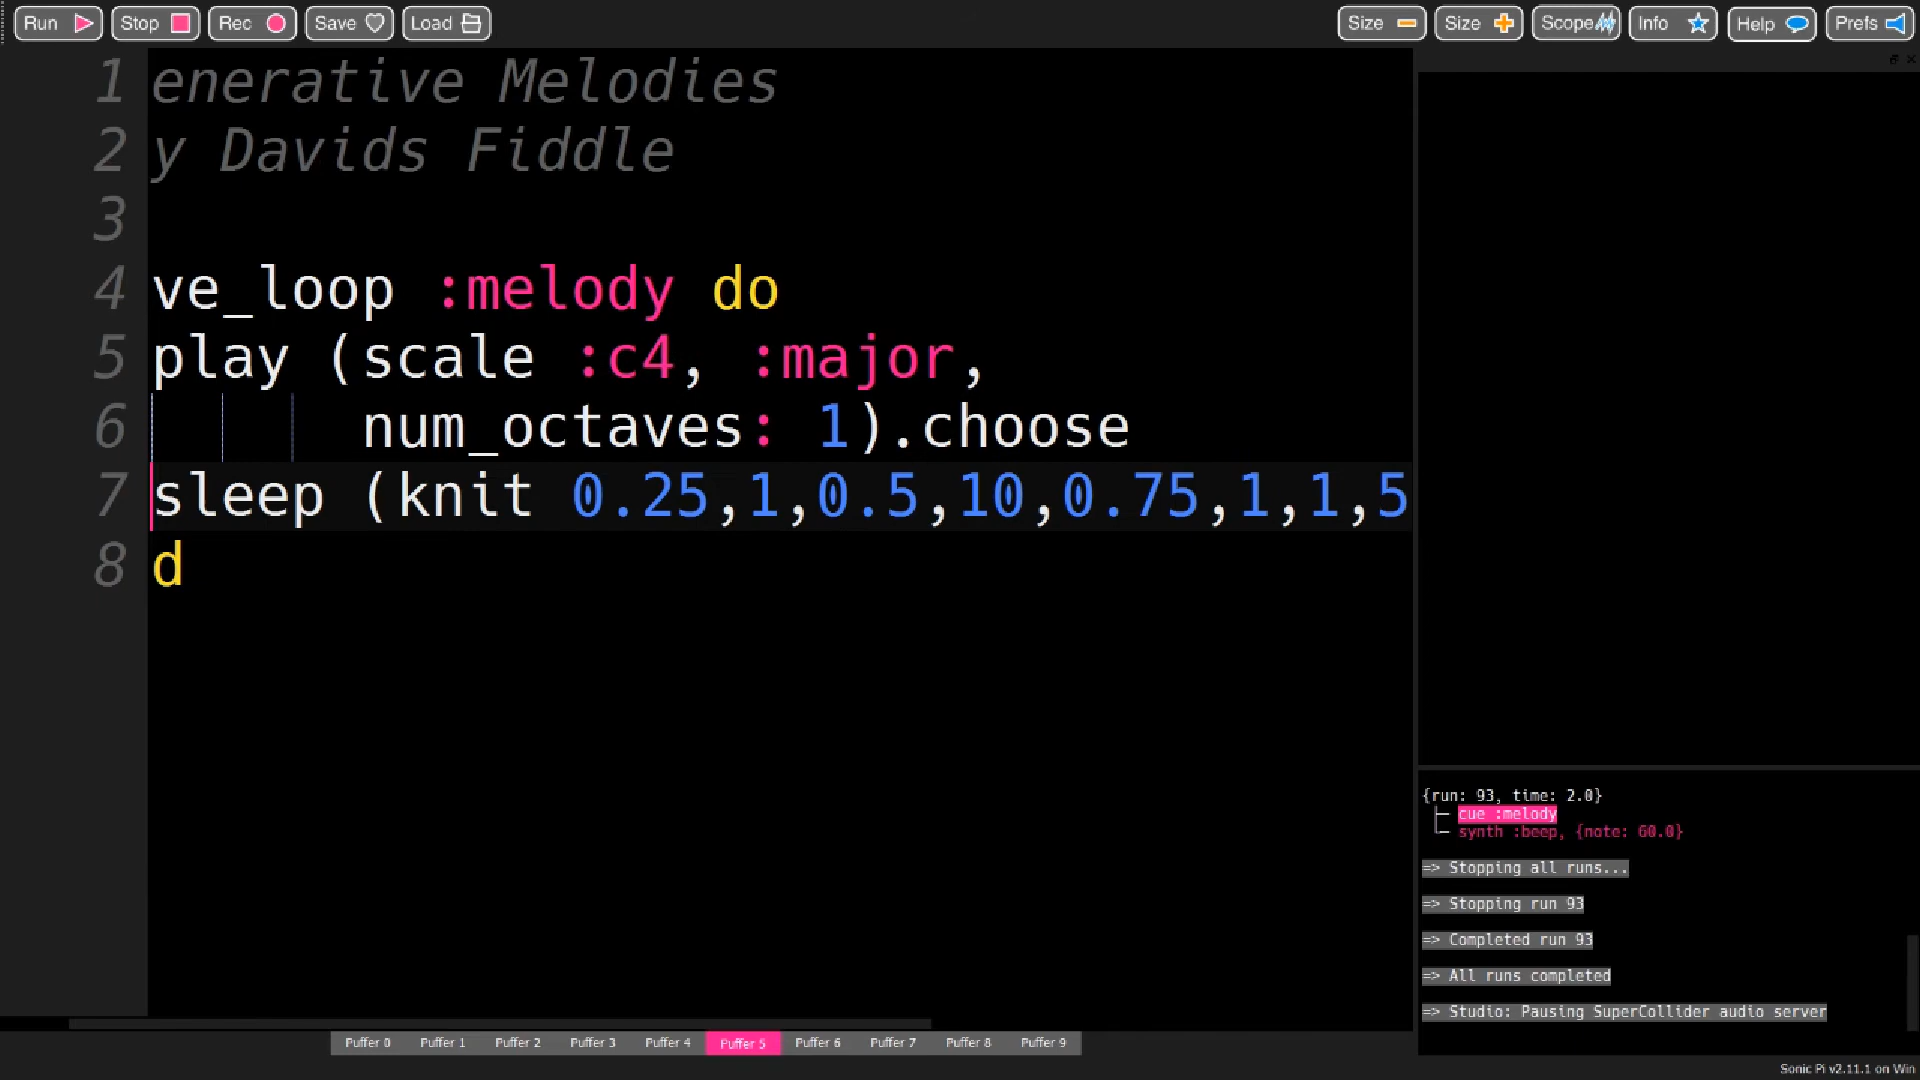 Run Stop Rec Save Load Size Size Scope Info Help Prefs
1 enerative Melodies
2 y Davids Fiddle
3
4 ve_loop :melody do
5 play (scale :c4, :major,
6 num_octaves: 1).choose
7 sleep (knit 0.25,1,0.5,10,0.75,1,1,5
8 d
{run: 93, time: 2.0}
cue :melody
synth :beep, {note: 60.0}
=> Stopping all runs...
=> Stopping run 93
=> Completed run 93
=> All runs completed
=> Studio: Pausing SuperCollider audio server
Puffer 0 Puffer 1 Puffer 2 Puffer 3 Puffer 4 Puffer 5 Puffer 6 Puffer 7 Puffer 8 Puffer 9
Sonic Pi v2.11.1 on Win